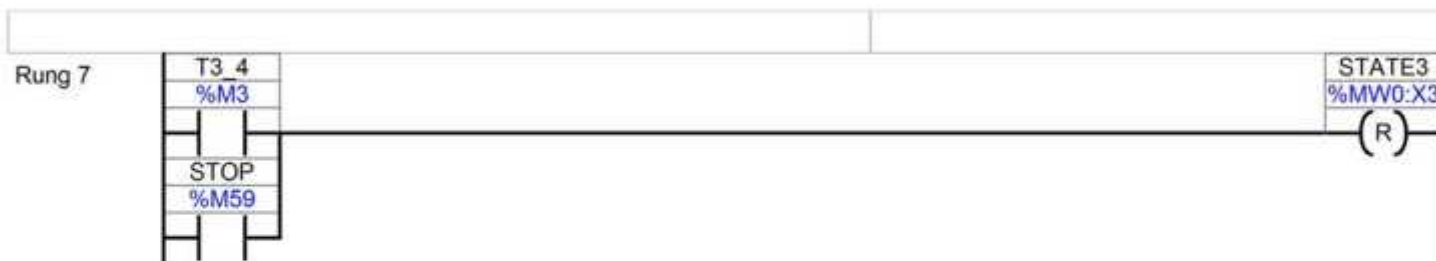 Rung 7
T3_4
%M3
STATE3
%MW0:X3
R
STOP
%M59